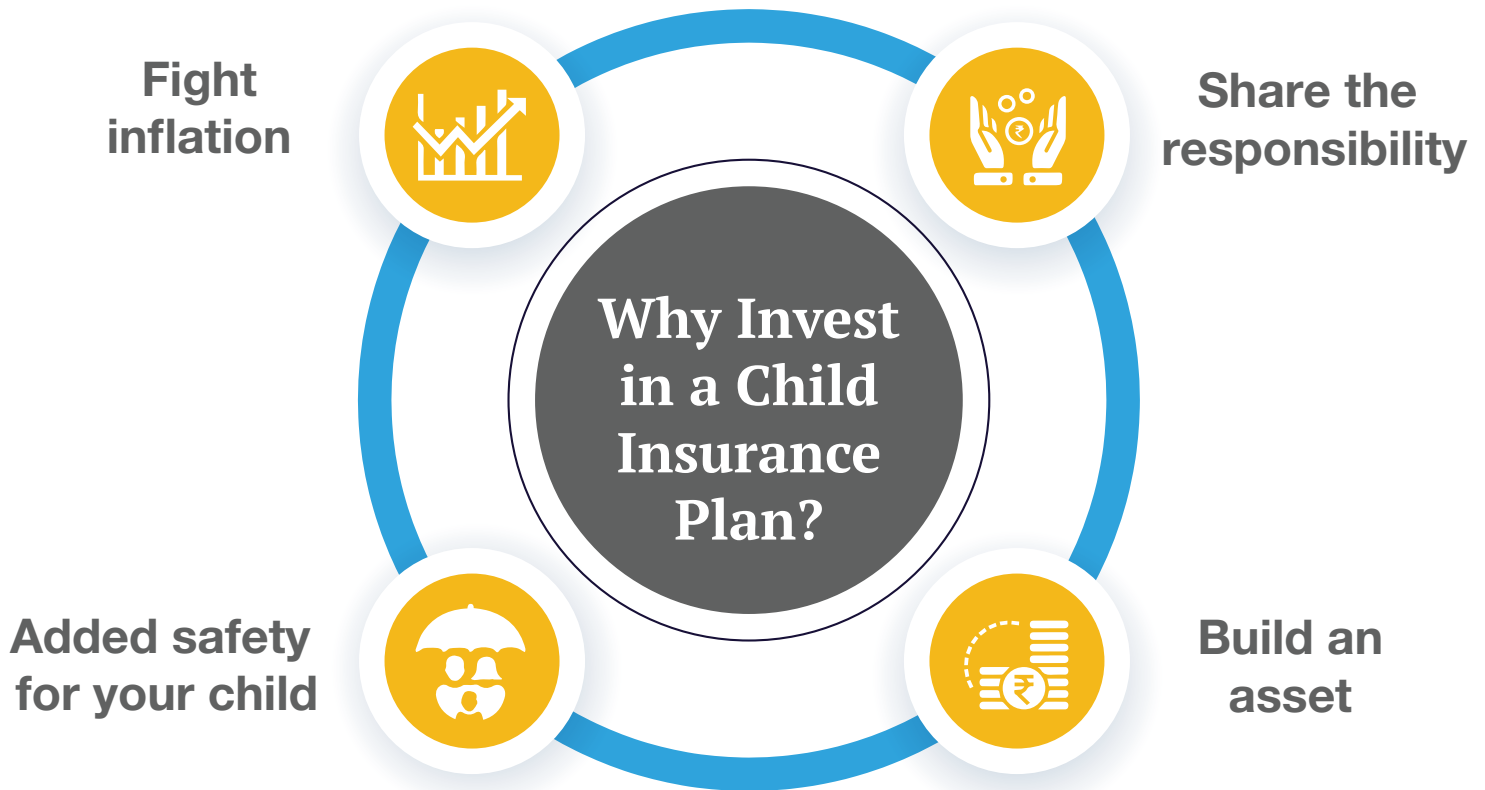 Fight
inflation
Share the
responsibility
Why Invest
in a Child
Insurance
Plan?
Added safety
for your child
Build an
asset
₹
₹